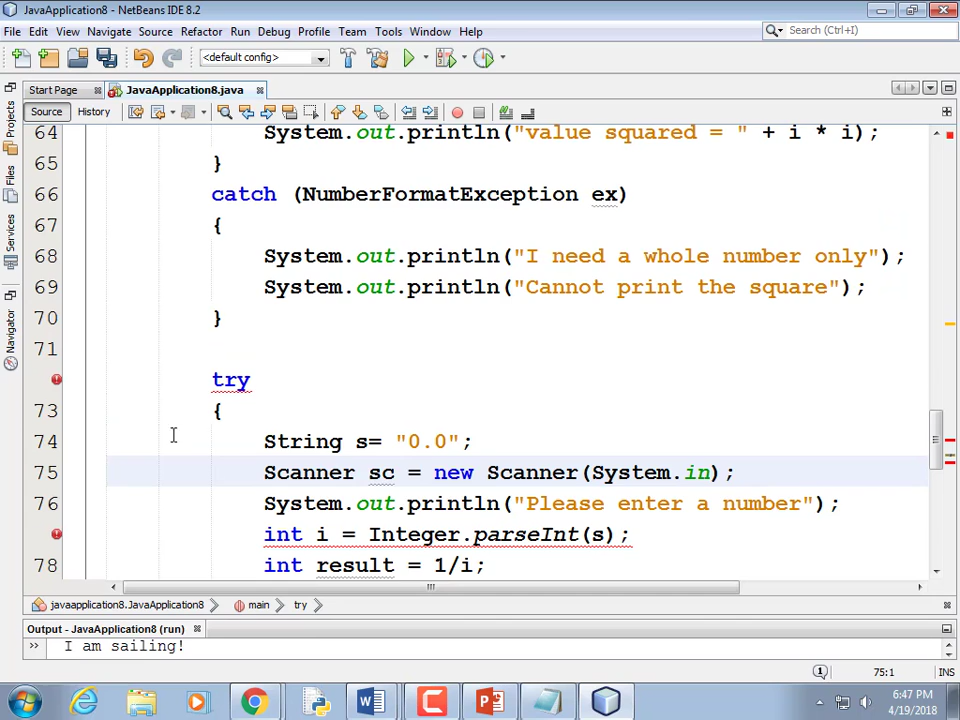 JavaApplication8 - NetBeans IDE 8.2
File Edit View Navigate Source Refactor Run Debug Profile Team Tools Window Help
Search (Ctrl+I)
<default config>
Start Page JavaApplication8.java
Source History
Projects
Files
Services
Navigator
64 System.out.println("value squared = " + i * i);
65 }
66 catch (NumberFormatException ex)
67 {
68 System.out.println("I need a whole number only");
69 System.out.println("Cannot print the square");
70 }
71
try
73 {
74 String s= "0.0";
75 Scanner sc = new Scanner(System.in);
76 System.out.println("Please enter a number");
int i = Integer.parseInt(s);
78 int result = 1/i;
javaapplication8.JavaApplication8 main try
Output - JavaApplication8 (run)
I am sailing!
1 75:1 INS
6:47 PM
4/19/2018